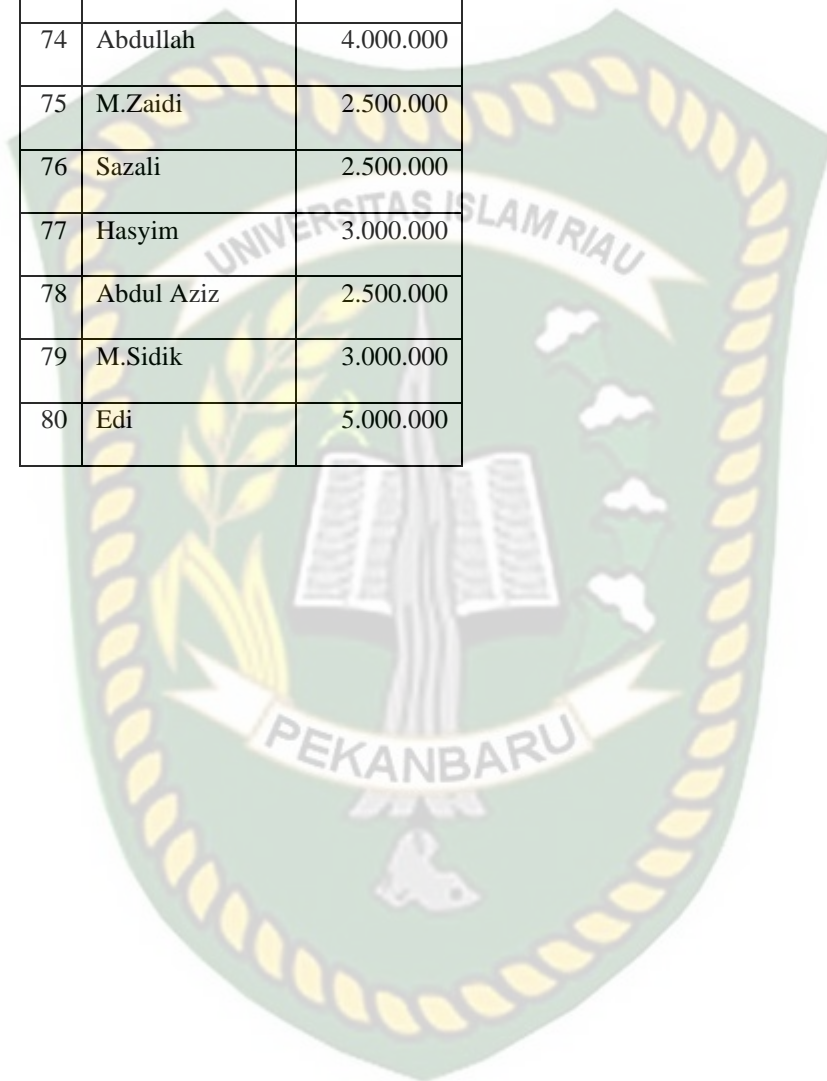 74 Abdullah 4.000.000
75 M.Zaidi 2.500.000
76 Sazali 2.500.000
77 Hasyim 3.000.000
78 Abdul Aziz 2.500.000
79 M.Sidik 3.000.000
80 Edi 5.000.000
UNIVERSITAS ISLAM RIAU
PEKANBARU